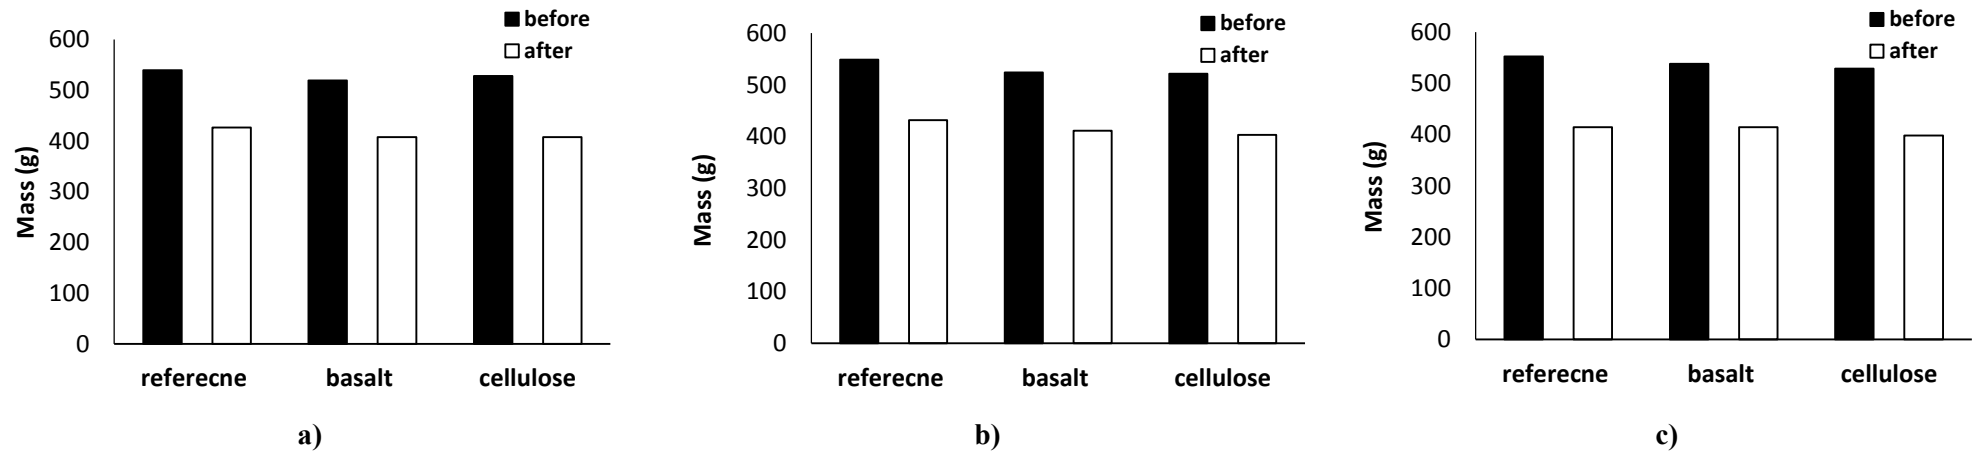 before
after
600
500
400
300
200
100
0
Mass (g)
referecne basalt cellulose
a)
before
after
600
500
400
300
200
100
0
Mass (g)
referecne basalt cellulose
b)
before
after
600
500
400
300
200
100
0
Mass (g)
referecne basalt cellulose
c)